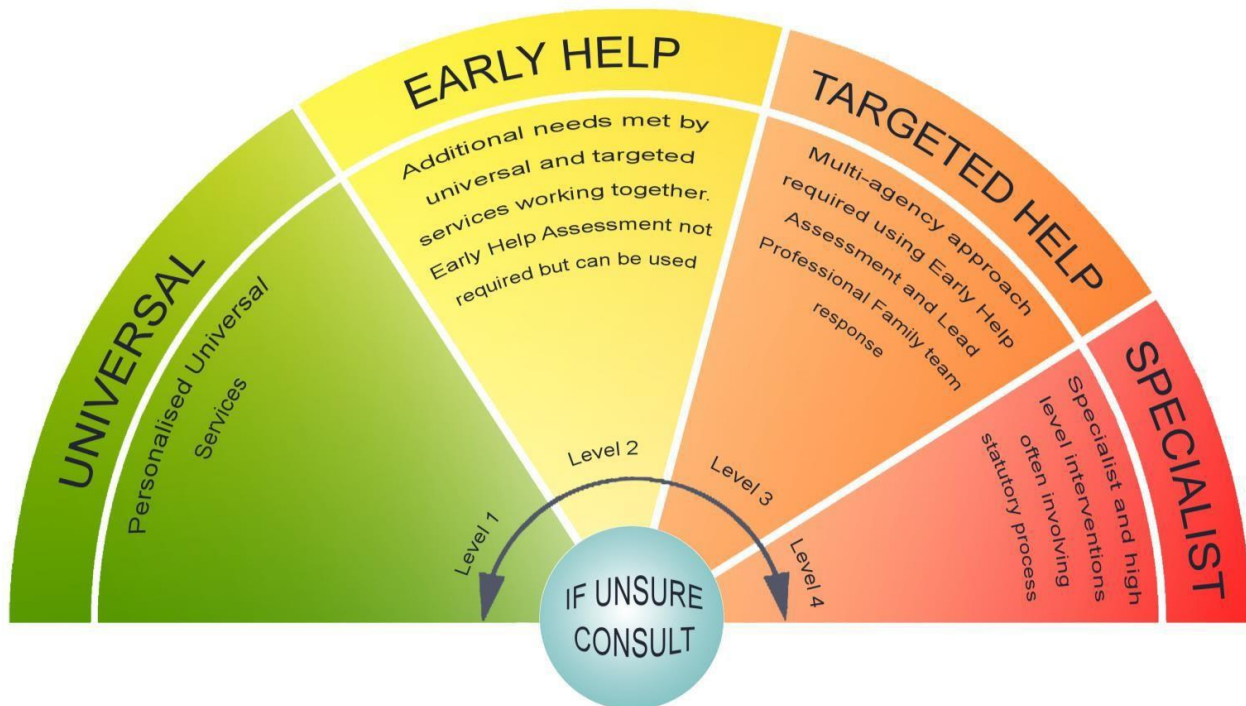 UNIVERSAL
Personalised Universal
Services
Level 1
EARLY HELP
Additional needs met by
universal and targeted
services working together.
Early Help Assessment not
required but can be used
Level 2
TARGETED HELP
Multi-agency approach
required using Early Help
Assessment and Lead
Professional Family team
response
Level 3
SPECIALIST
Specialist and high
level interventions
often involving
statutory process
Level 4
IF UNSURE
CONSULT